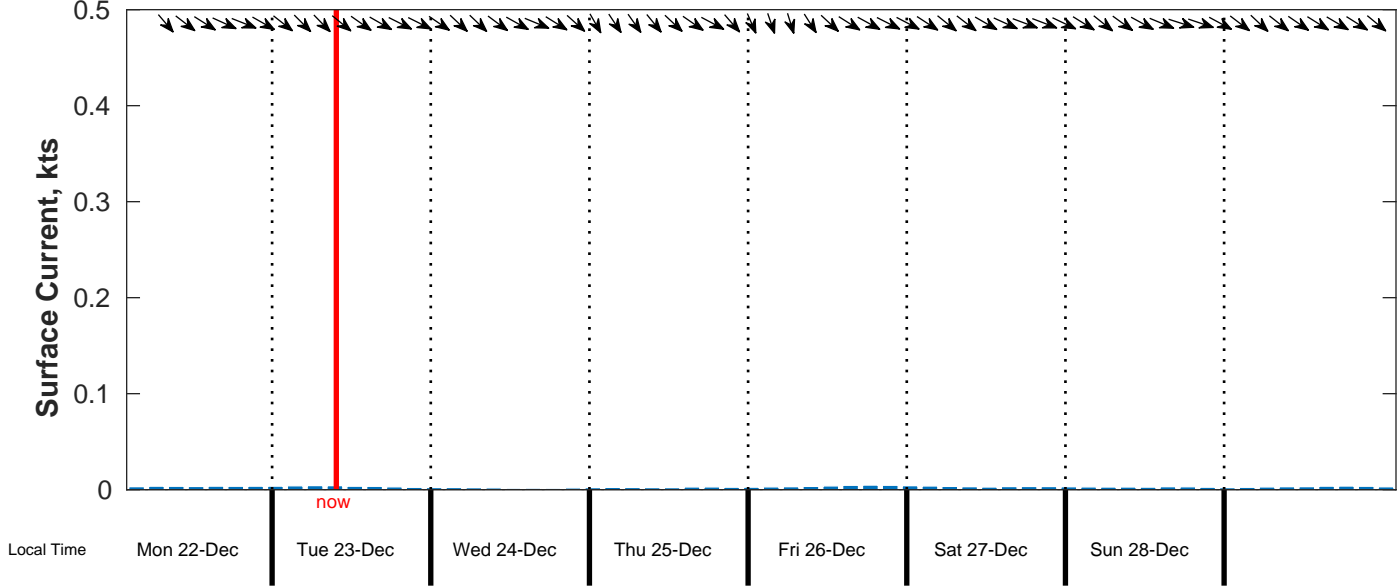 Surface Current, kts
0.5
0.4
0.3
0.2
0.1
0
now
Local Time
Mon 22-Dec
Tue 23-Dec
Wed 24-Dec
Thu 25-Dec
Fri 26-Dec
Sat 27-Dec
Sun 28-Dec